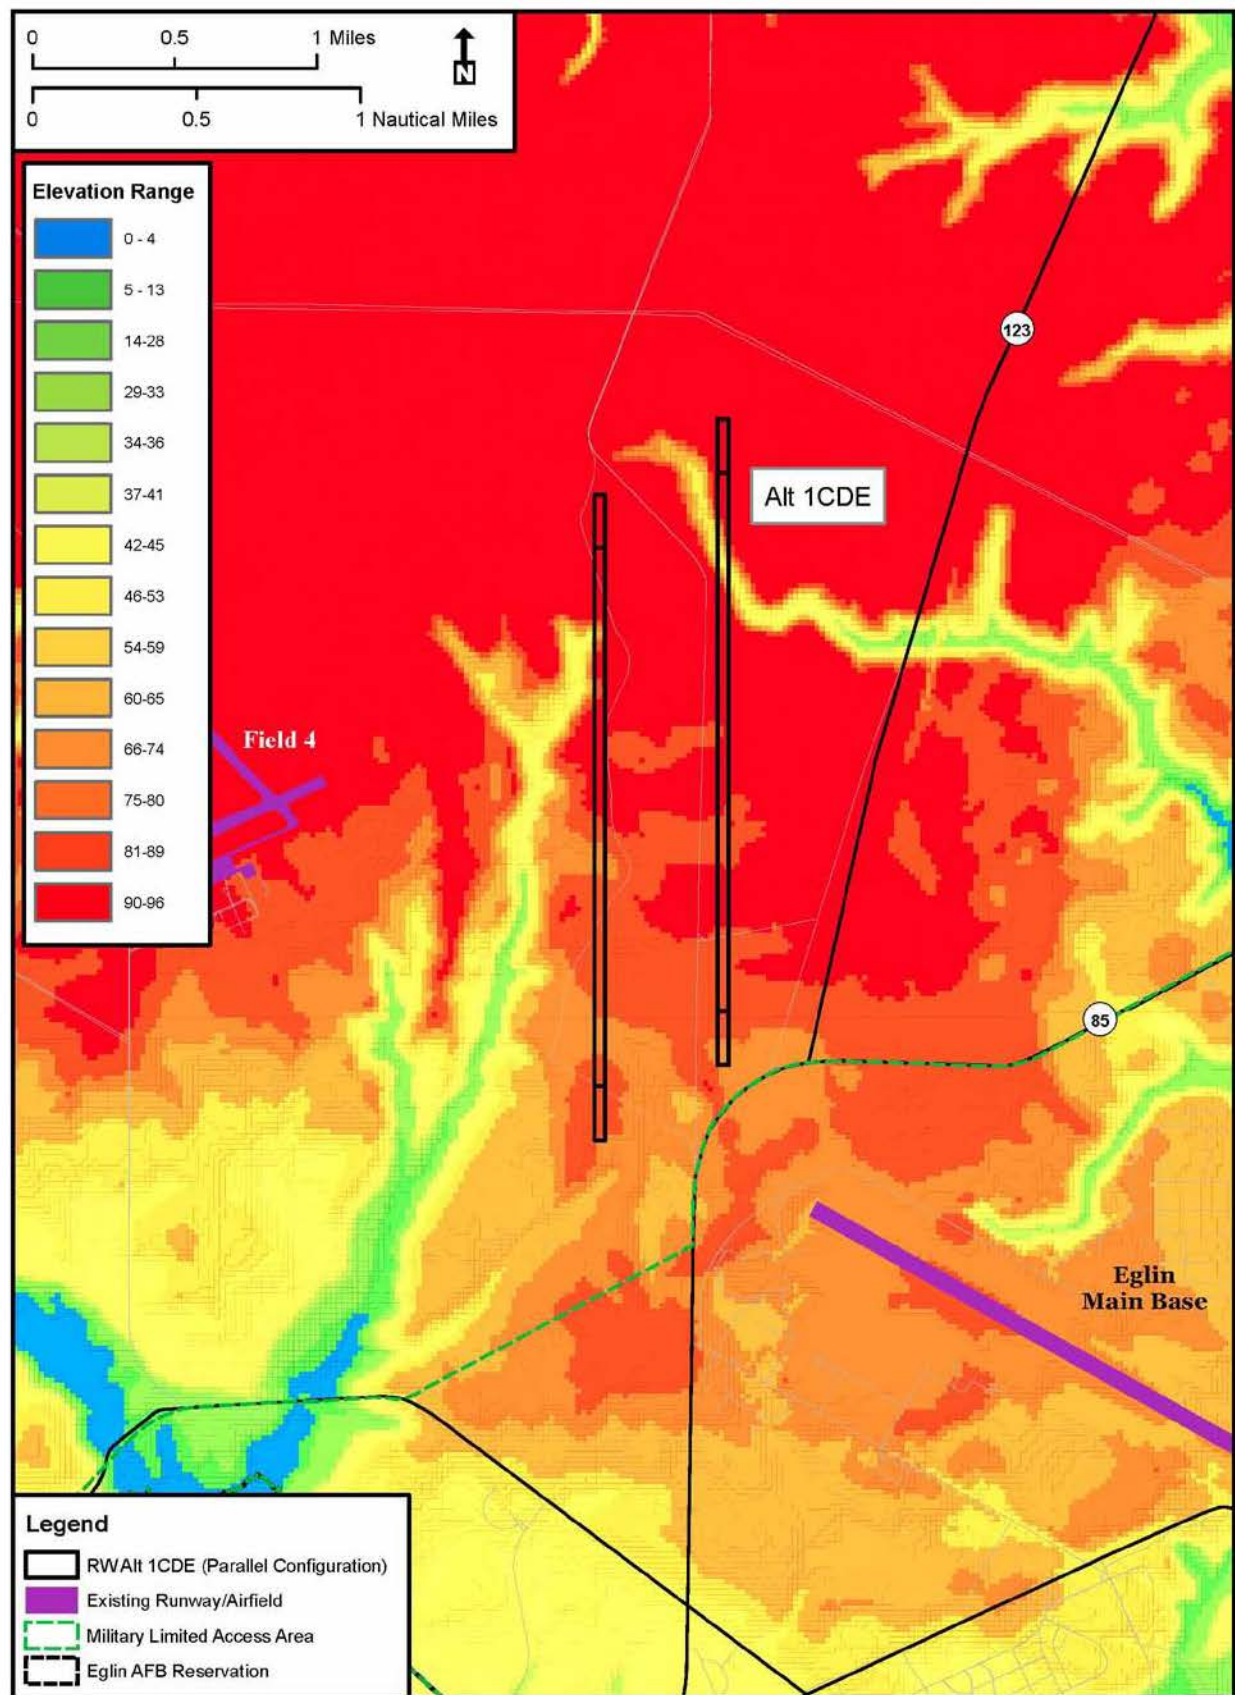 0 0.5 1 Miles
N
0 0.5 1 Nautical Miles
Elevation Range
0 - 4
5 - 13
14-28
29-33
34-36
37-41
42-45
46-53
54-59
60-65
66-74
75-80
81-89
90-96
123
Alt 1CDE
Field 4
85
Eglin
Main Base
Legend
RWAlt 1CDE (Parallel Configuration)
Existing Runway/Airfield
Military Limited Access Area
Eglin AFB Reservation